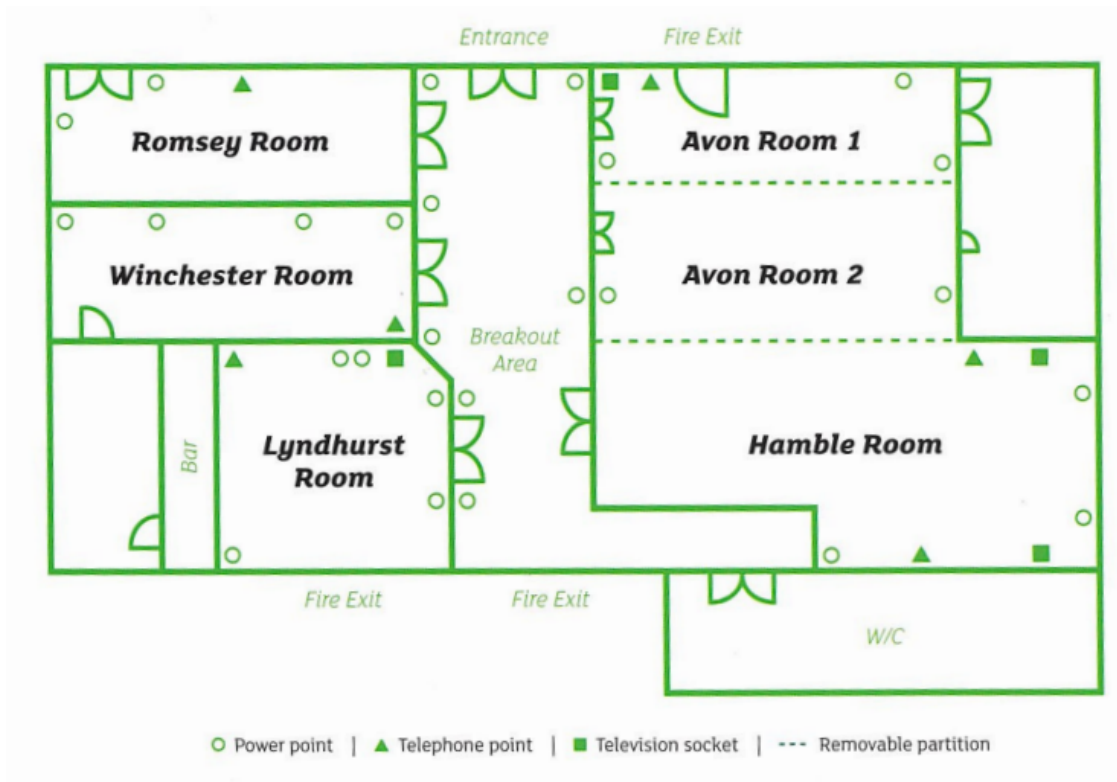 Entrance
Fire Exit
Romsey Room
Avon Room 1
Winchester Room
Avon Room 2
Breakout
Area
Bar
Lyndhurst
Room
Hamble Room
Fire Exit
Fire Exit
W/C
Power point | Telephone point | Television socket | Removable partition